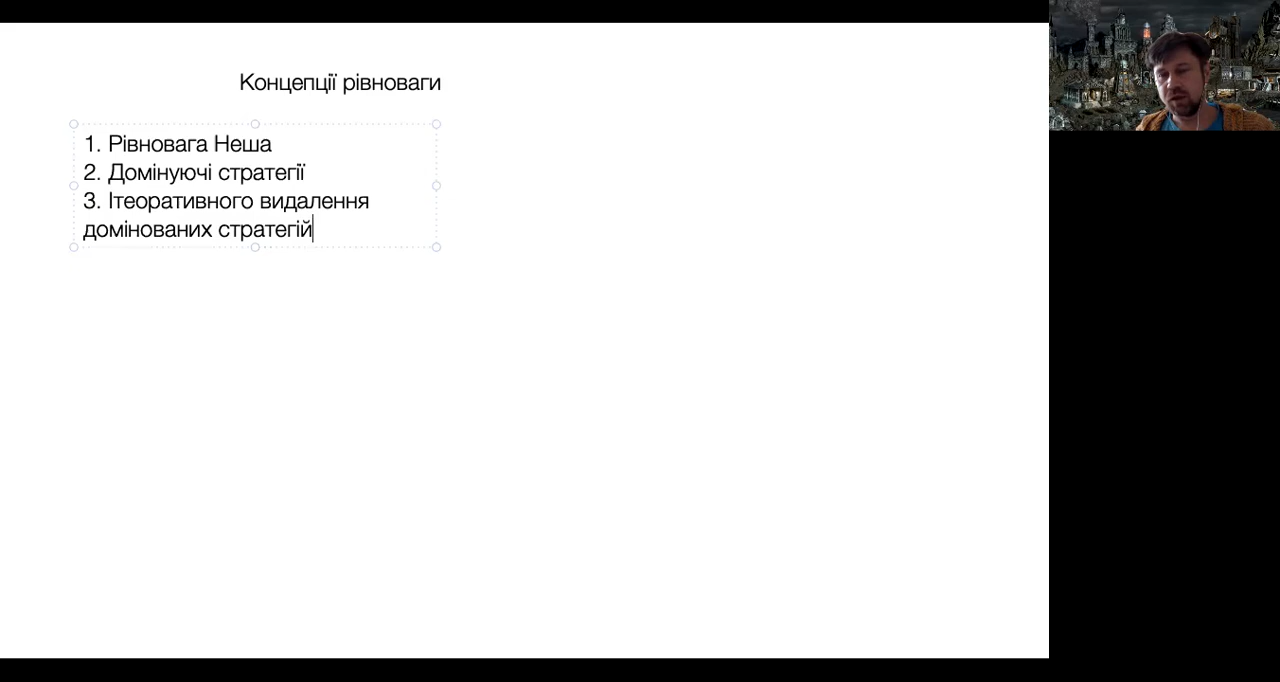 Концепції рівноваги
1. Рівновага Неша
2. Домінуючі стратегії
3. Ітеоративного видалення
домінованих стратегій